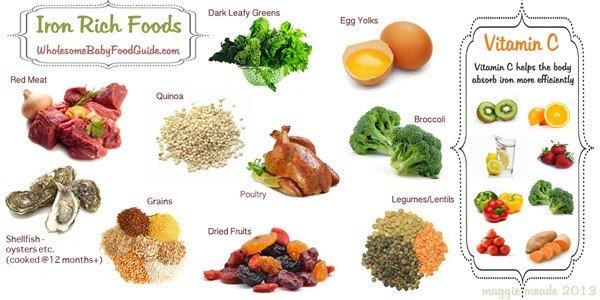 Iron Rich Foods
WholesomeBabyFoodGuide.com
Dark Leafy Greens
Egg Yolks
Red Meat
Quinoa
Broccoli
Poultry
Shellfish -
oysters etc.
(cooked @12 months+)
Grains
Dried Fruits
Legumes/Lentils
Vitamin C
Vitamin C helps the body
absorb iron more efficiently
maggie meade 2013